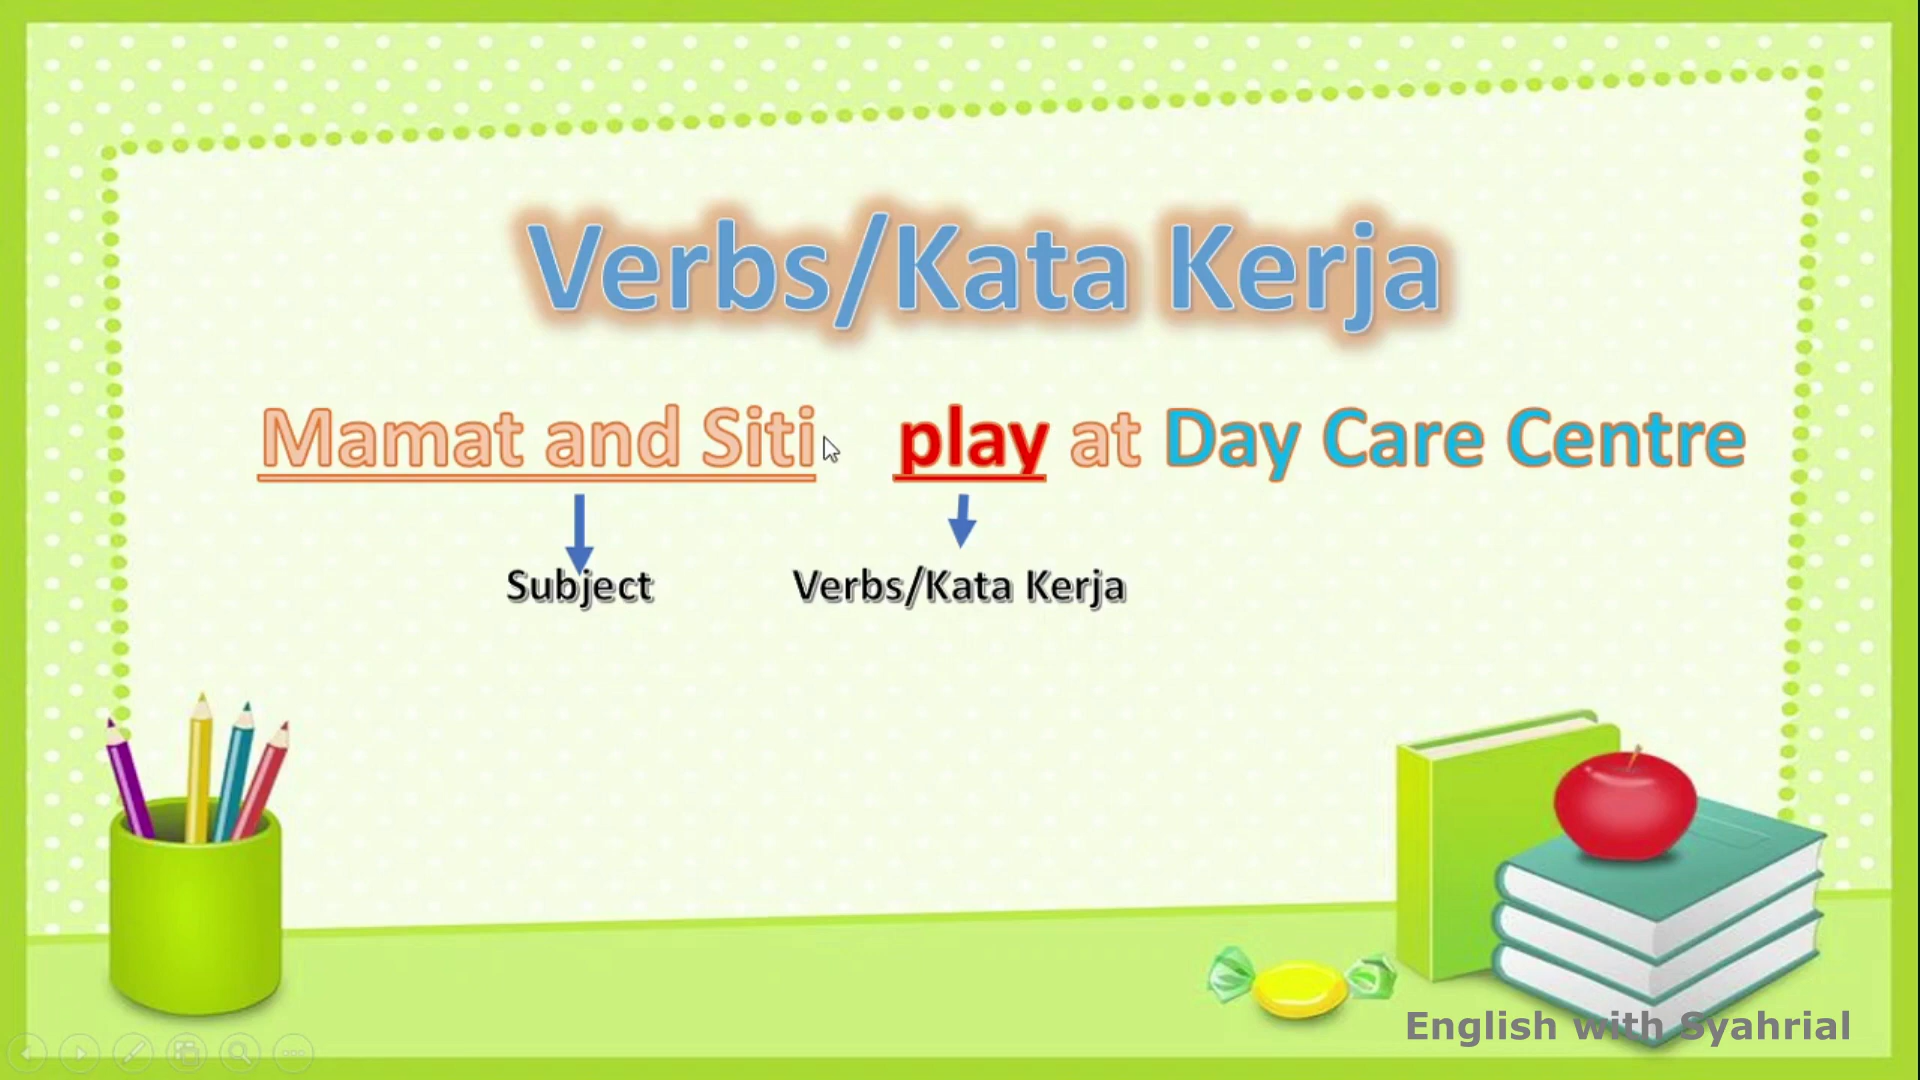 Verbs/Kata Kerja
Mamat and Siti play at Day Care Centre
Subject Verbs/Kata Kerja
English with Syahrial